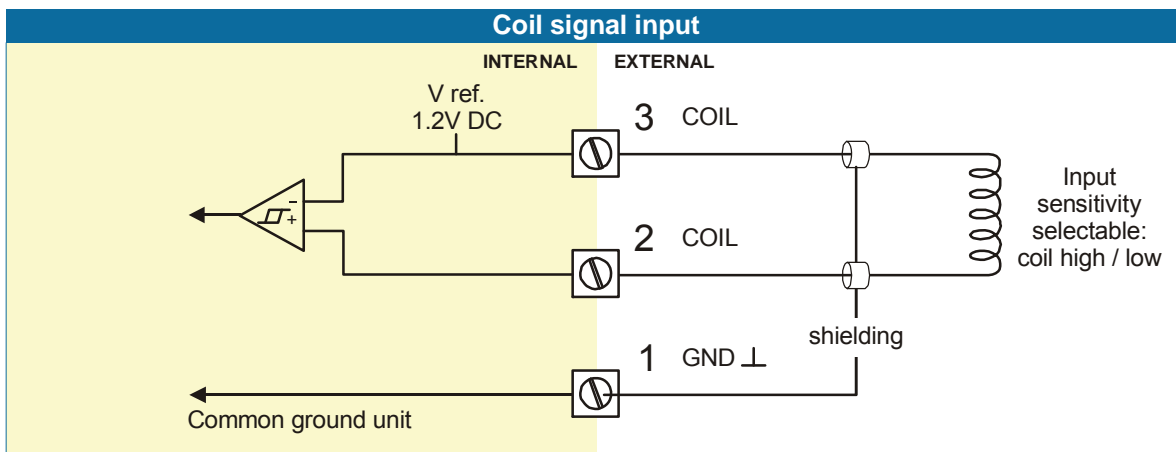 Coil signal input
INTERNAL
EXTERNAL
V ref.
1.2V DC
3 COIL
2 COIL
1 GND
Input
sensitivity
selectable:
coil high / low
shielding
Common ground unit